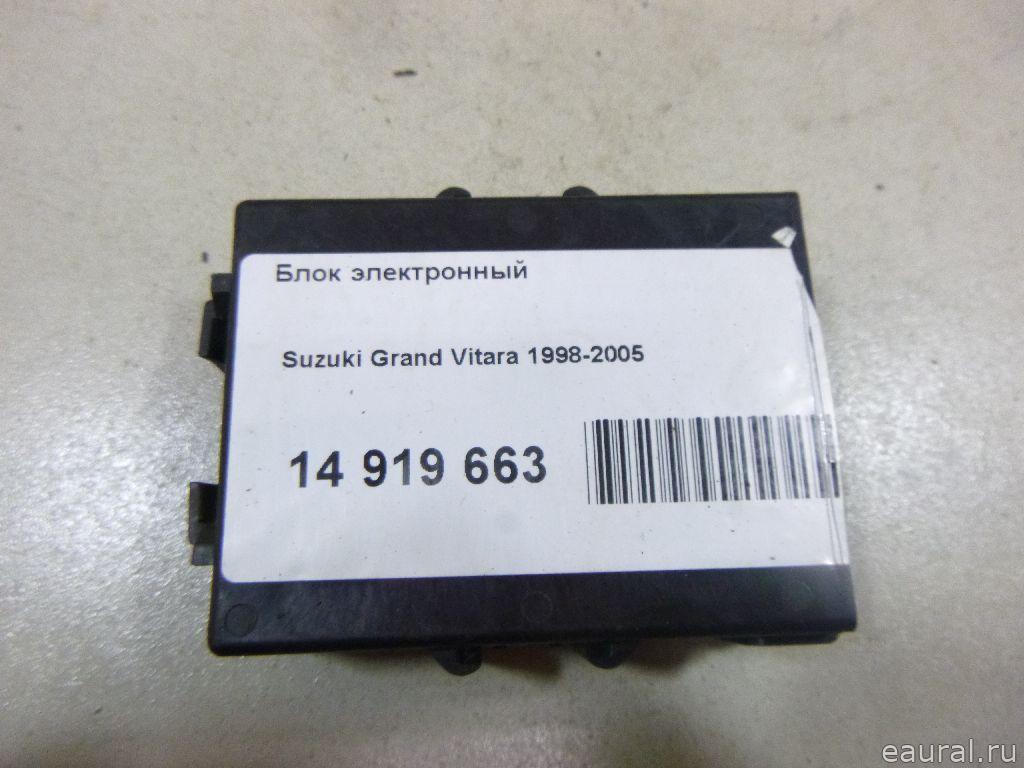 Блок электронный
Suzuki Grand Vitara 1998-2005
14 919 663
eaural.ru